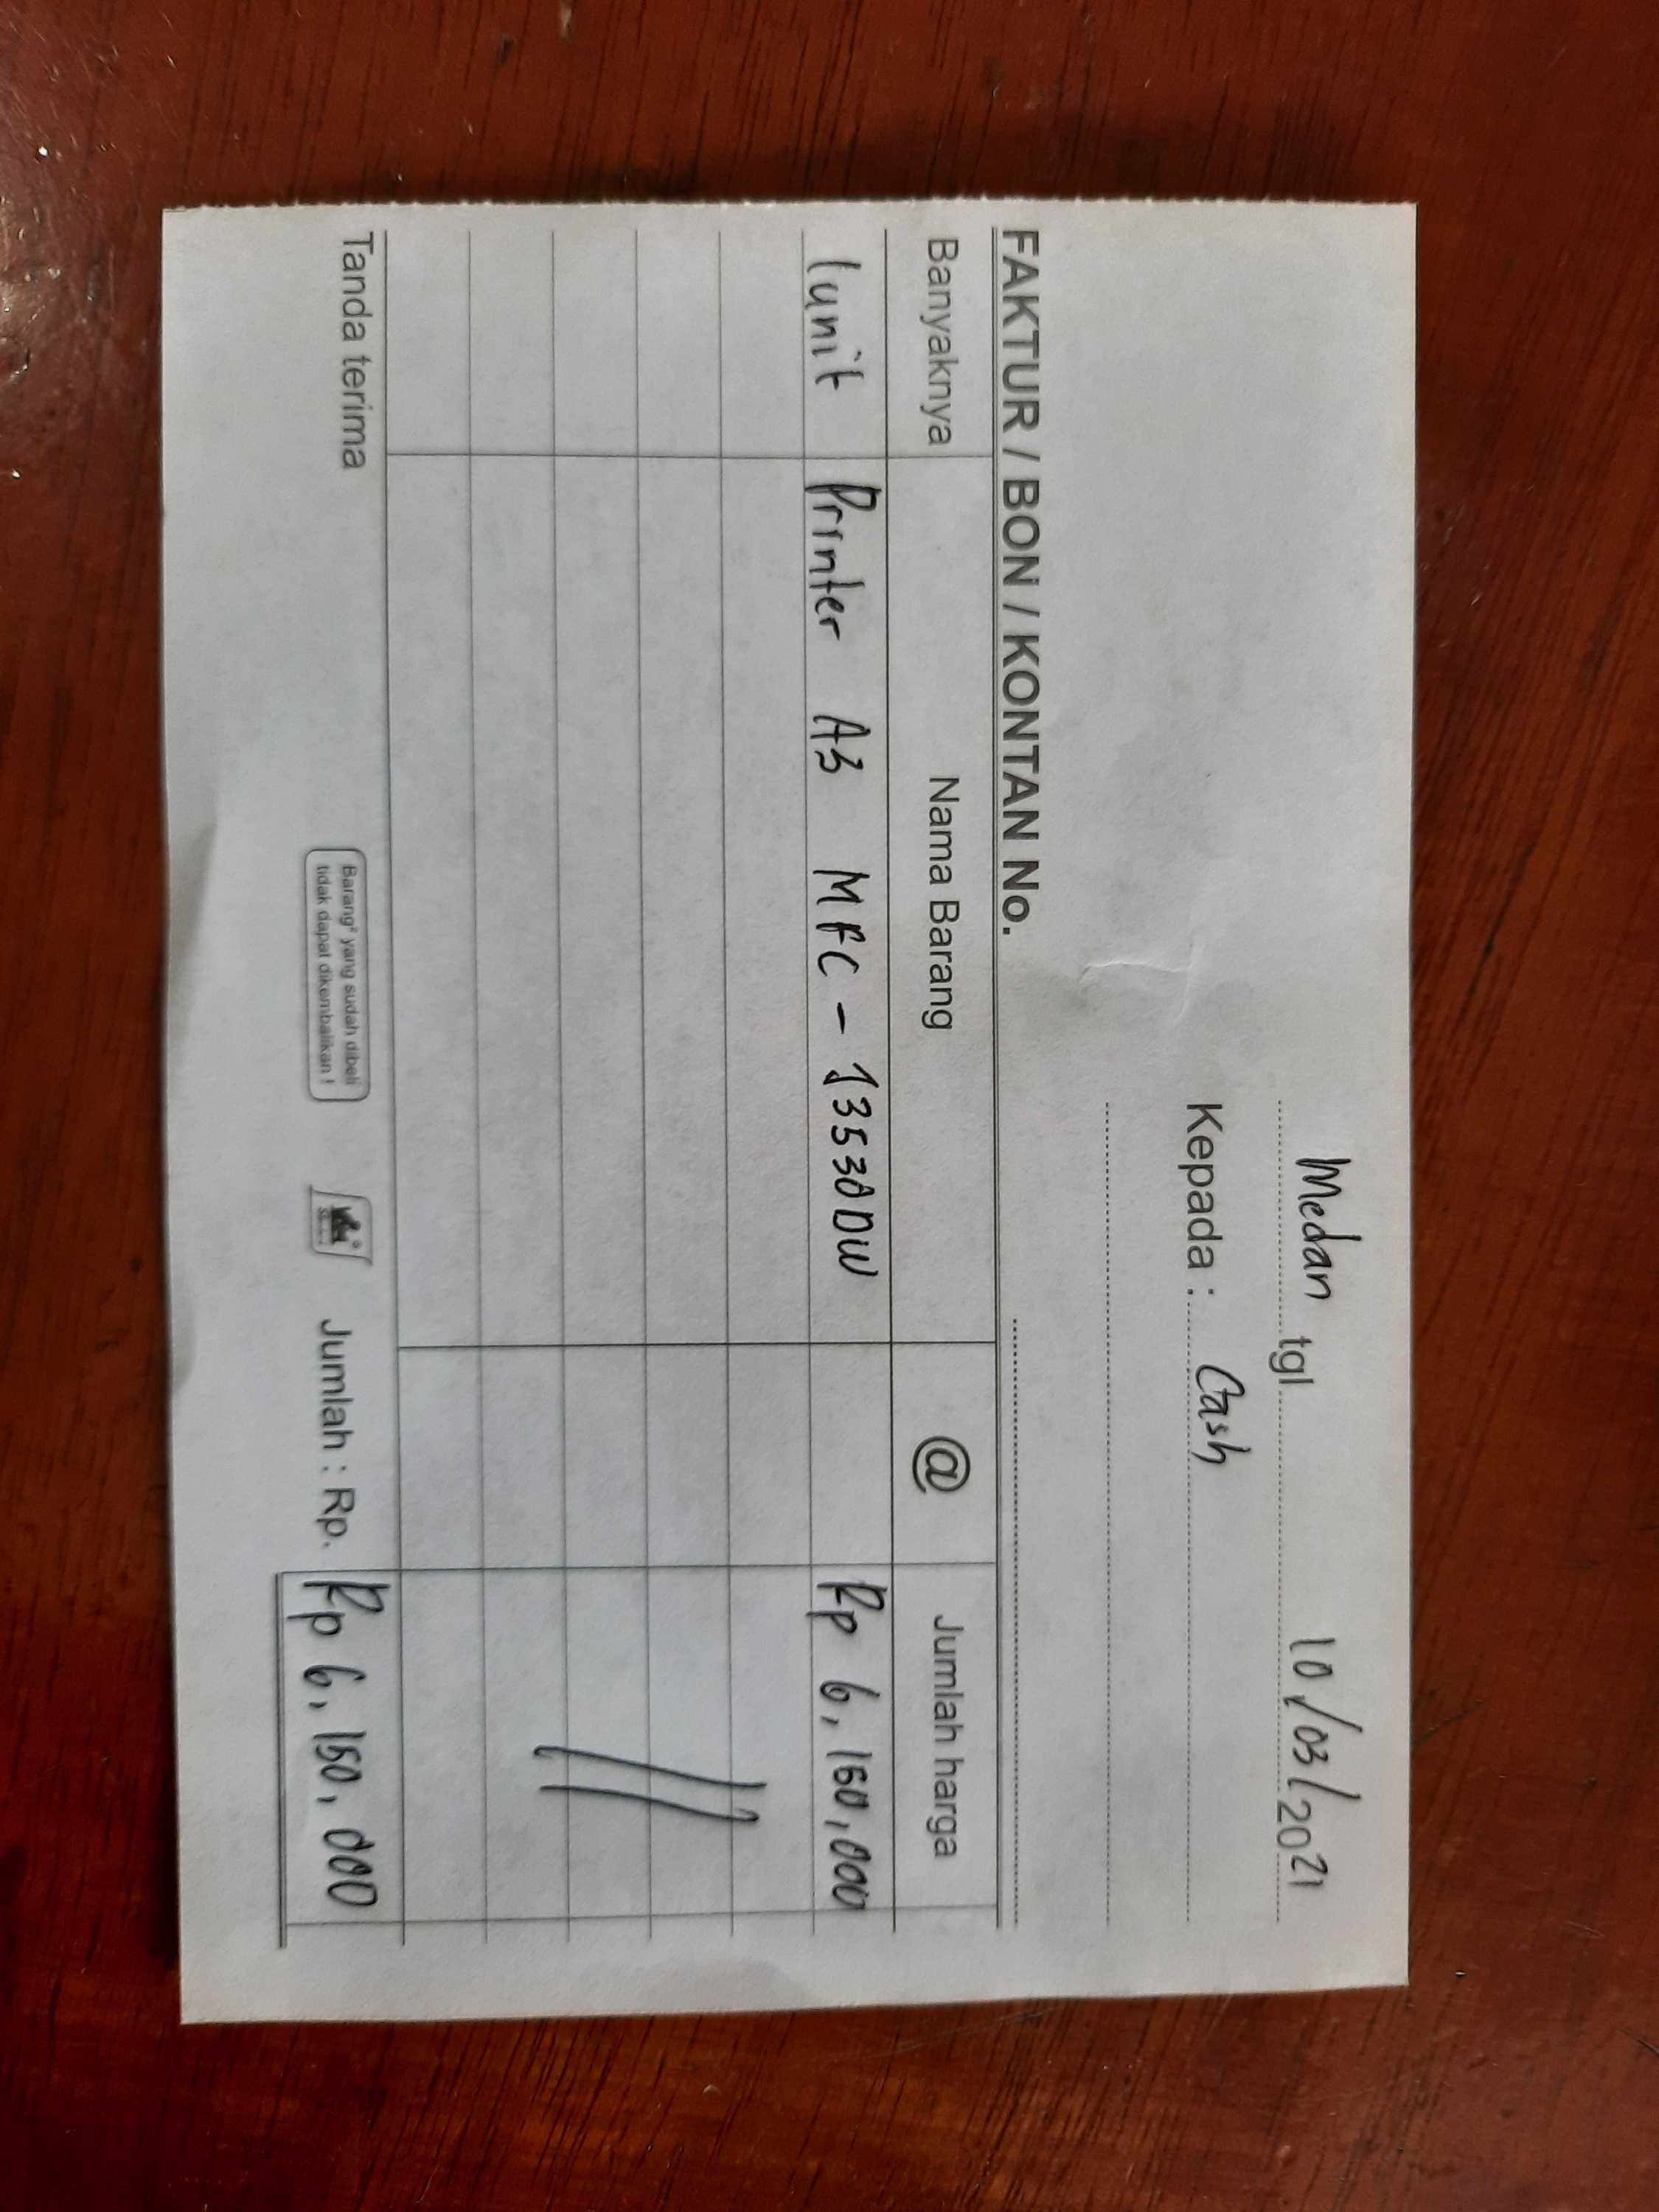 Medan tgl 10/03/2021
Kepada : Cash
FAKTUR / BON / KONTAN No.
Banyaknya Nama Barang @ Jumlah harga
1unit Printer A3 MFC - J3530DW Rp 6,150,000
Tanda terima Barang² yang sudah dibeli tidak dapat dikembalikan ! Jumlah : Rp. Rp 6,150,000